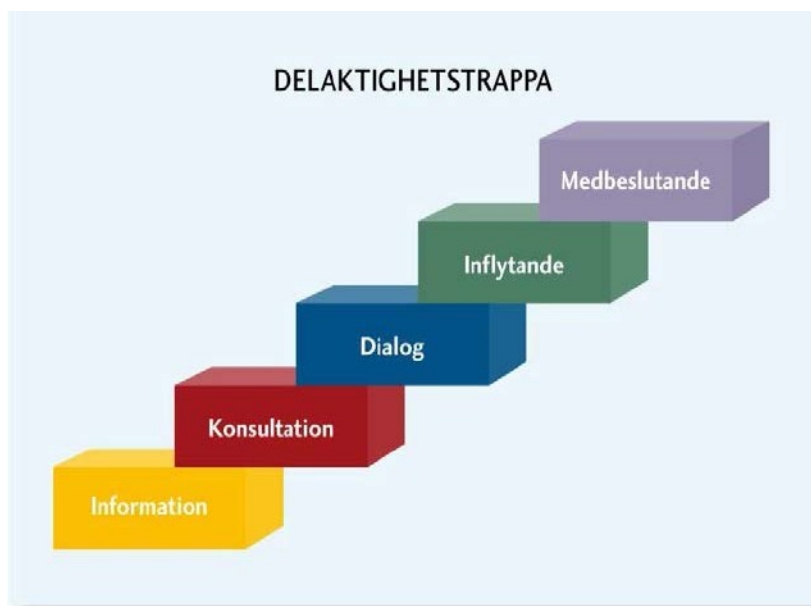 DELAKTIGHETSTRAPPA
Medbeslutande
Inflytande
Dialog
Konsultation
Information